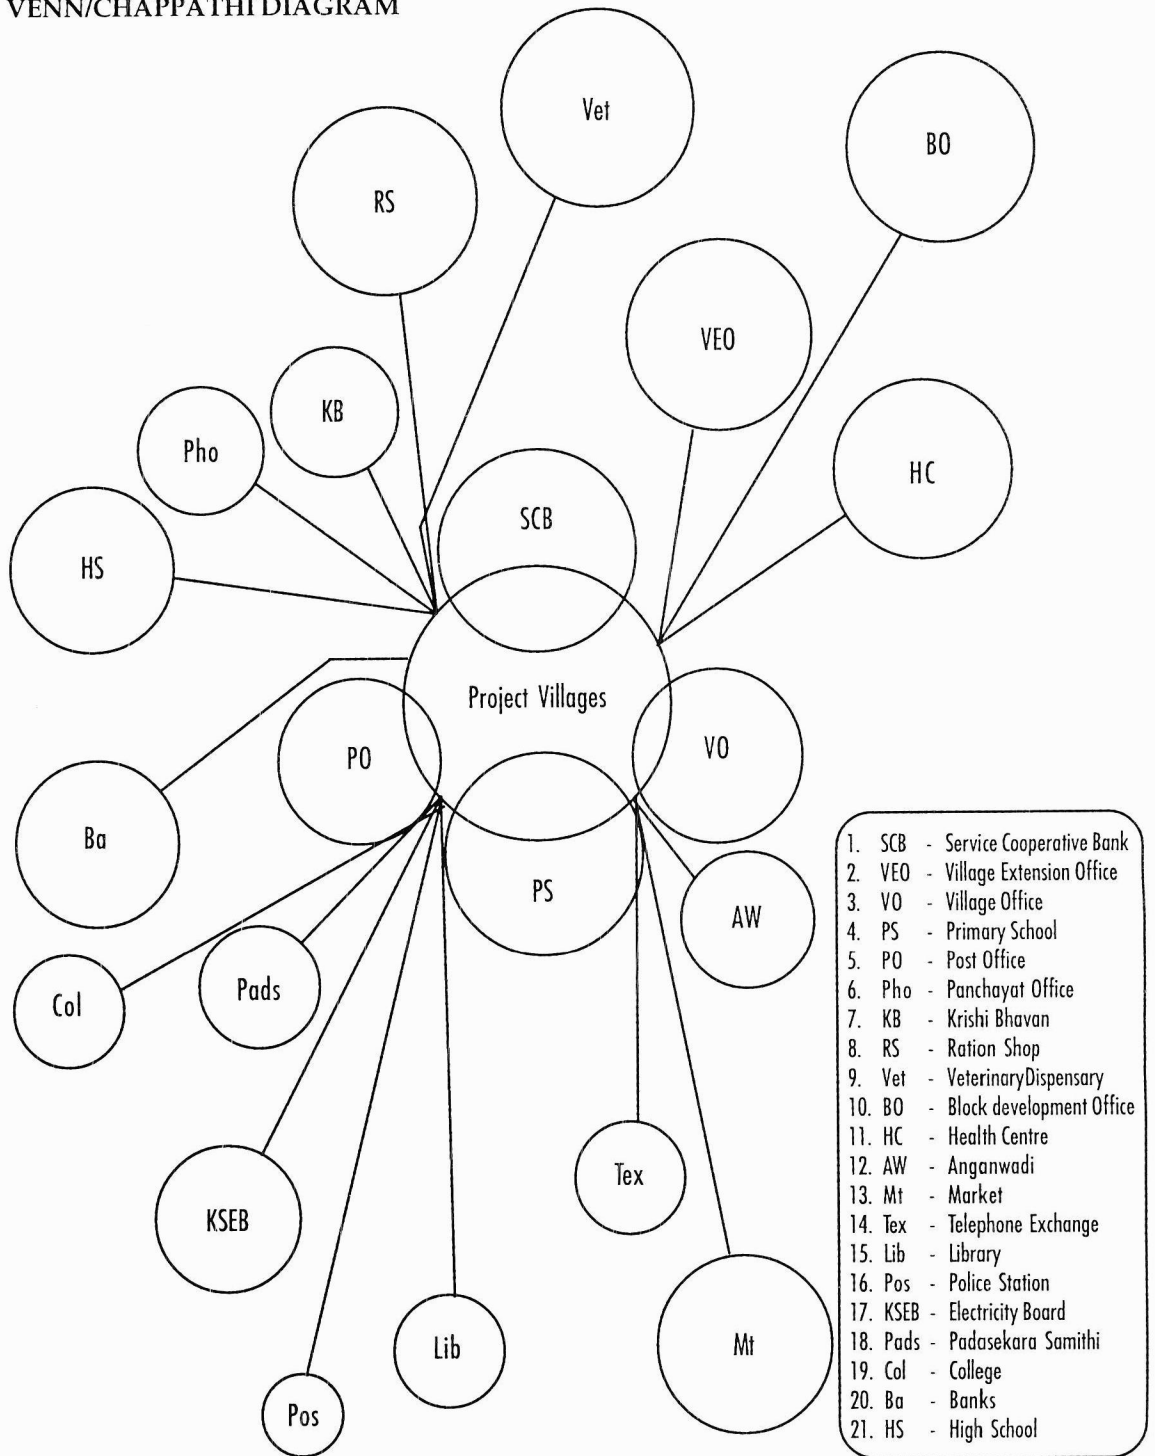 VENN/CHAPPATHI DIAGRAM
Vet
BO
RS
VEO
KB
Pho
HC
SCB
HS
Project Villages
PO
VO
Ba
PS
AW
Pads
Col
Tex
KSEB
Lib
Mt
Pos
1. SCB - Service Cooperative Bank
2. VEO - Village Extension Office
3. VO - Village Office
4. PS - Primary School
5. PO - Post Office
6. Pho - Panchayat Office
7. KB - Krishi Bhavan
8. RS - Ration Shop
9. Vet - VeterinaryDispensary
10. BO - Block development Office
11. HC - Health Centre
12. AW - Anganwadi
13. Mt - Market
14. Tex - Telephone Exchange
15. Lib - Library
16. Pos - Police Station
17. KSEB - Electricity Board
18. Pads - Padasekara Samithi
19. Col - College
20. Ba - Banks
21. HS - High School